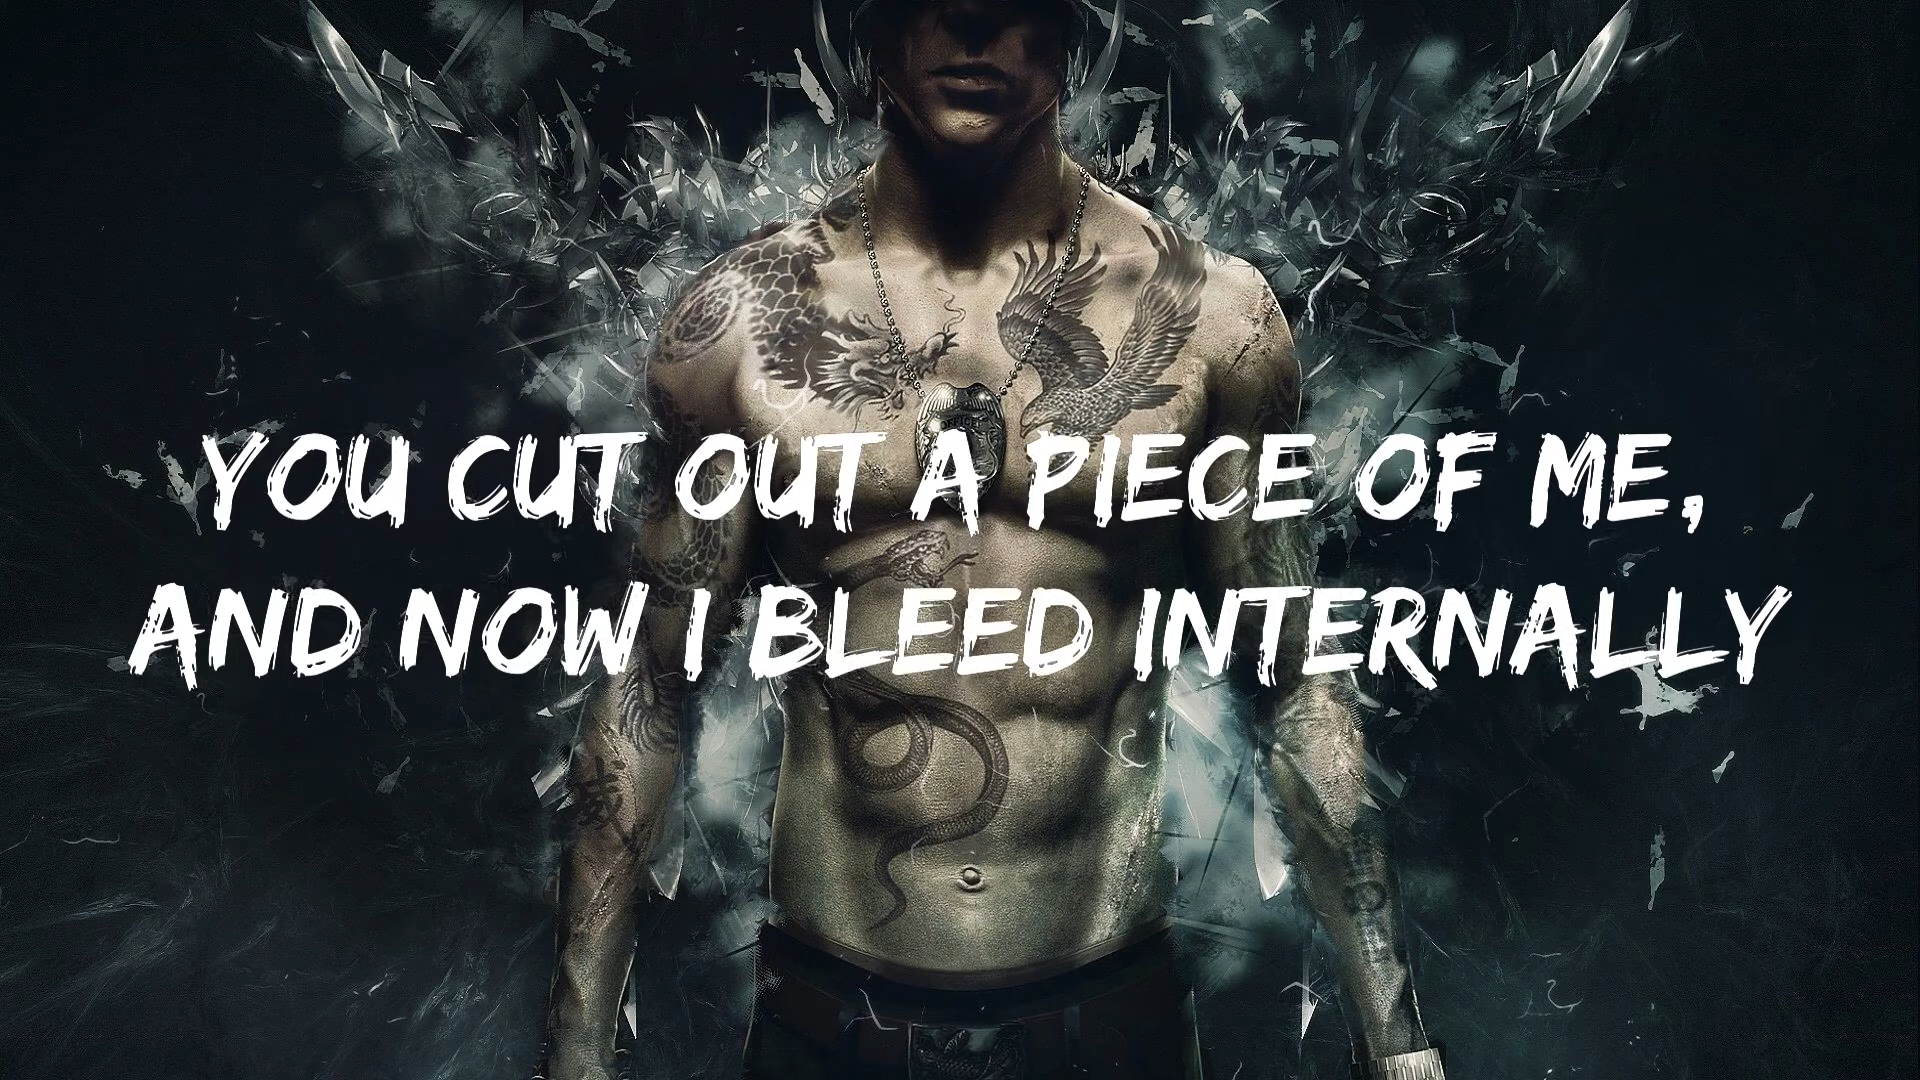 YOU CUT OUT A PIECE OF ME,
AND NOW I BLEED INTERNALLY